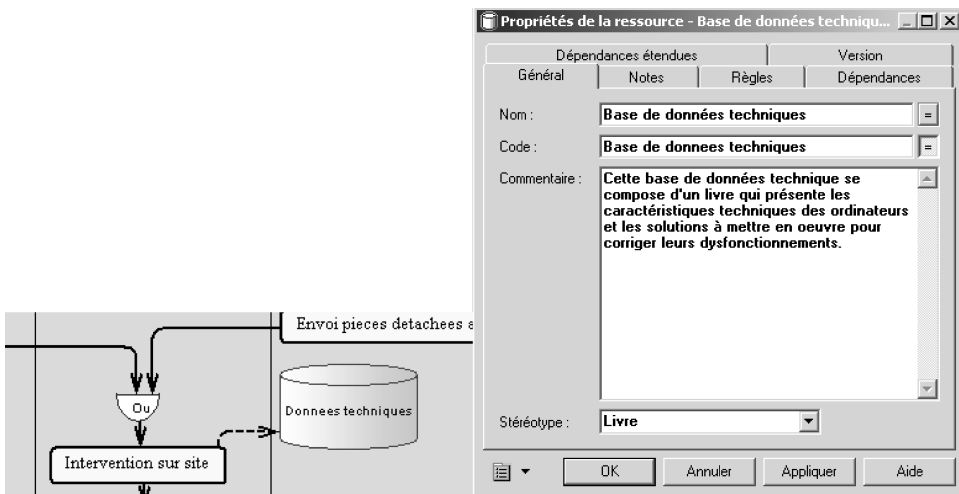 Propriétés de la ressource - Base de données techniqu...
Dépendances étendues
Version
Général
Notes
Règles
Dépendances
Nom :
Base de données techniques
=
Code :
Base de donnees techniques
=
Commentaire :
Cette base de données technique se
compose d'un livre qui présente les
caractéristiques techniques des ordinateurs
et les solutions à mettre en oeuvre pour
corriger leurs dysfonctionnements.
Stéréotype :
Livre
OK
Annuler
Appliquer
Aide
Envoi pieces detachees a
Ou
Donnees techniques
Intervention sur site